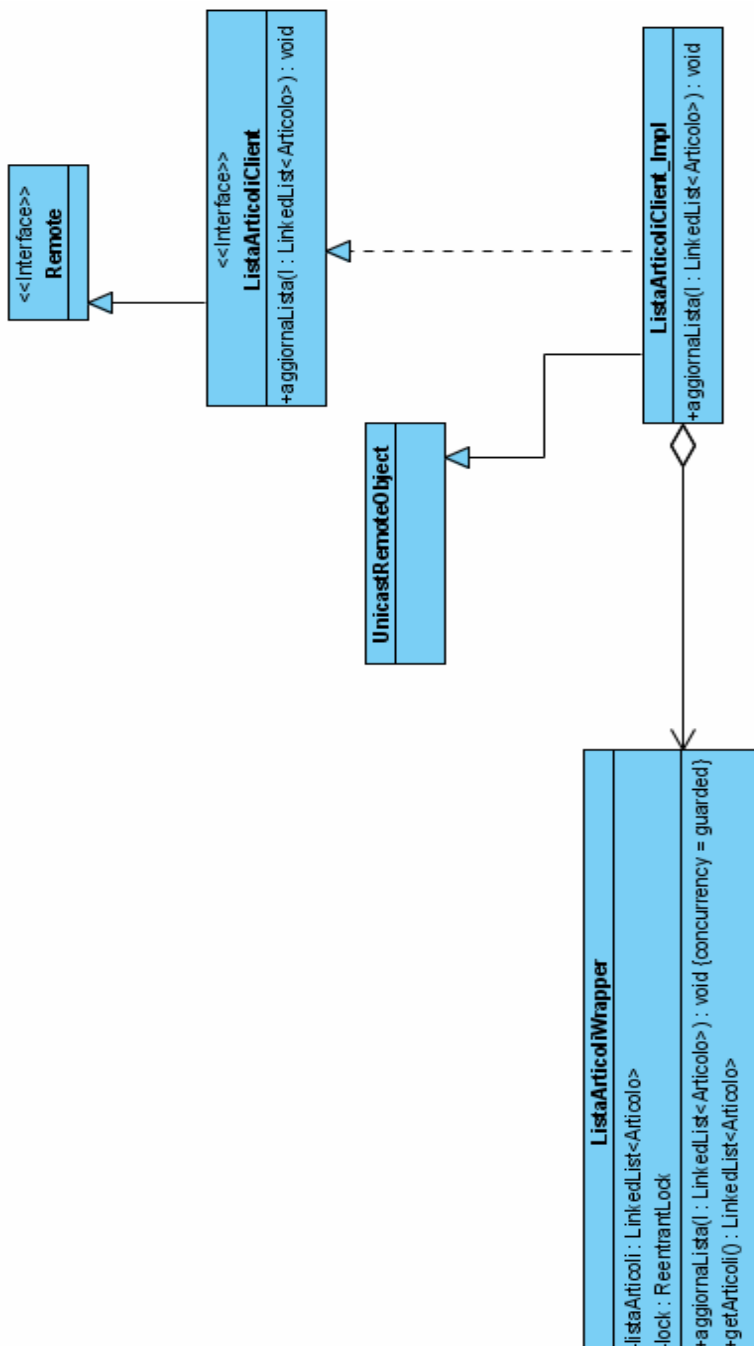 <<Interface>>
Remote
<<Interface>>
ListaArticoliClient
+aggiornaLista(l : LinkedList<Articolo>) : void
UnicastRemoteObject
ListaArticoliClient_Impl
+aggiornaLista(l : LinkedList<Articolo>) : void
ListaArticoliWrapper
-listaArticoli : LinkedList<Articolo>
-lock : ReentrantLock
+aggiornaLista(l : LinkedList<Articolo>) : void {concurrency = guarded}
+getArticoli() : LinkedList<Articolo>